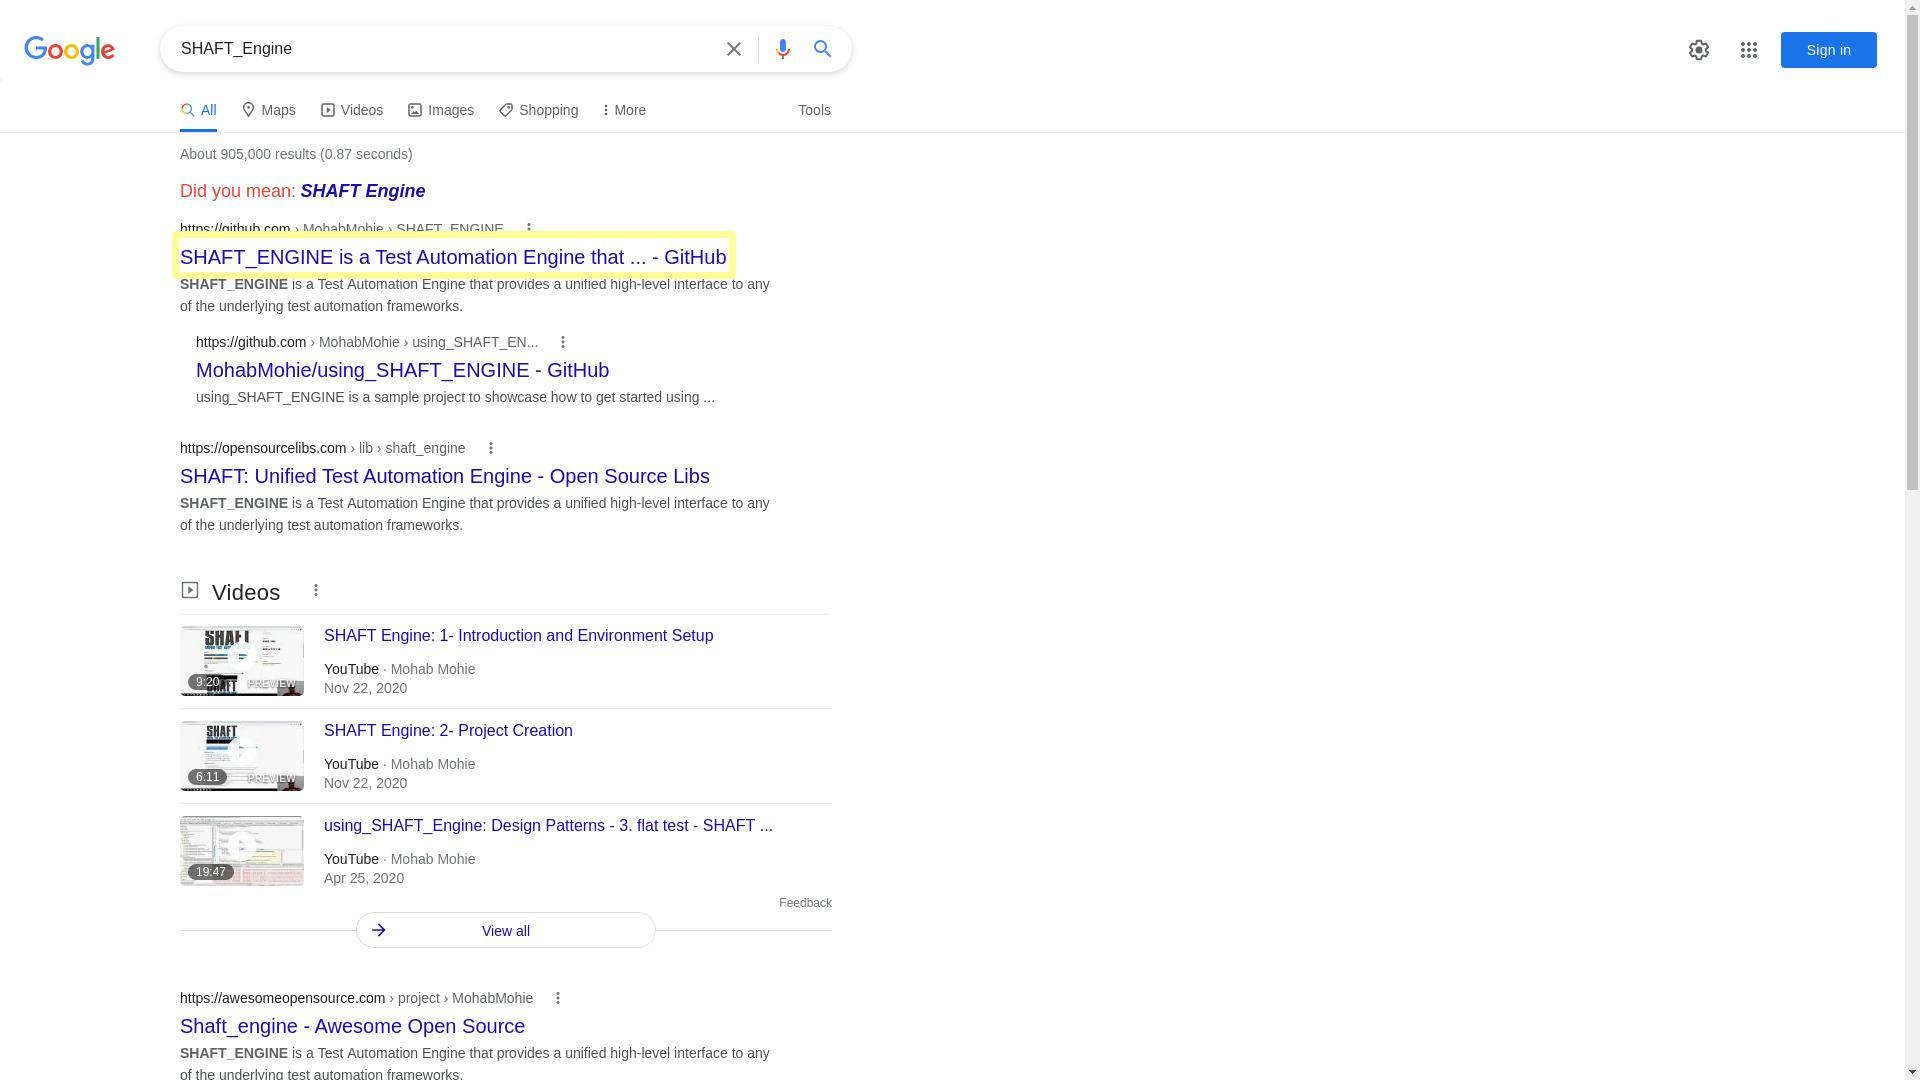 Google
SHAFT_Engine
Sign in
All Maps Videos Images Shopping More Tools
About 905,000 results (0.87 seconds)
Did you mean: SHAFT Engine
https://github.com › MohabMohie › SHAFT_ENGINE
SHAFT_ENGINE is a Test Automation Engine that ... - GitHub
SHAFT_ENGINE is a Test Automation Engine that provides a unified high-level interface to any
of the underlying test automation frameworks.
https://github.com › MohabMohie › using_SHAFT_EN...
MohabMohie/using_SHAFT_ENGINE - GitHub
using_SHAFT_ENGINE is a sample project to showcase how to get started using ...
https://opensourcelibs.com › lib › shaft_engine
SHAFT: Unified Test Automation Engine - Open Source Libs
SHAFT_ENGINE is a Test Automation Engine that provides a unified high-level interface to any
of the underlying test automation frameworks.
Videos
SHAFT
9:20
PREVIEW
SHAFT
SHAFT Engine: 1- Introduction and Environment Setup
YouTube · Mohab Mohie
Nov 22, 2020
SHAFT
6:11
PREVIEW
SHAFT Engine: 2- Project Creation
YouTube · Mohab Mohie
Nov 22, 2020
19:47
using_SHAFT_Engine: Design Patterns - 3. flat test - SHAFT ...
YouTube · Mohab Mohie
Apr 25, 2020
Feedback
View all
https://awesomeopensource.com › project › MohabMohie
Shaft_engine - Awesome Open Source
SHAFT_ENGINE is a Test Automation Engine that provides a unified high-level interface to any
of the underlying test automation frameworks.